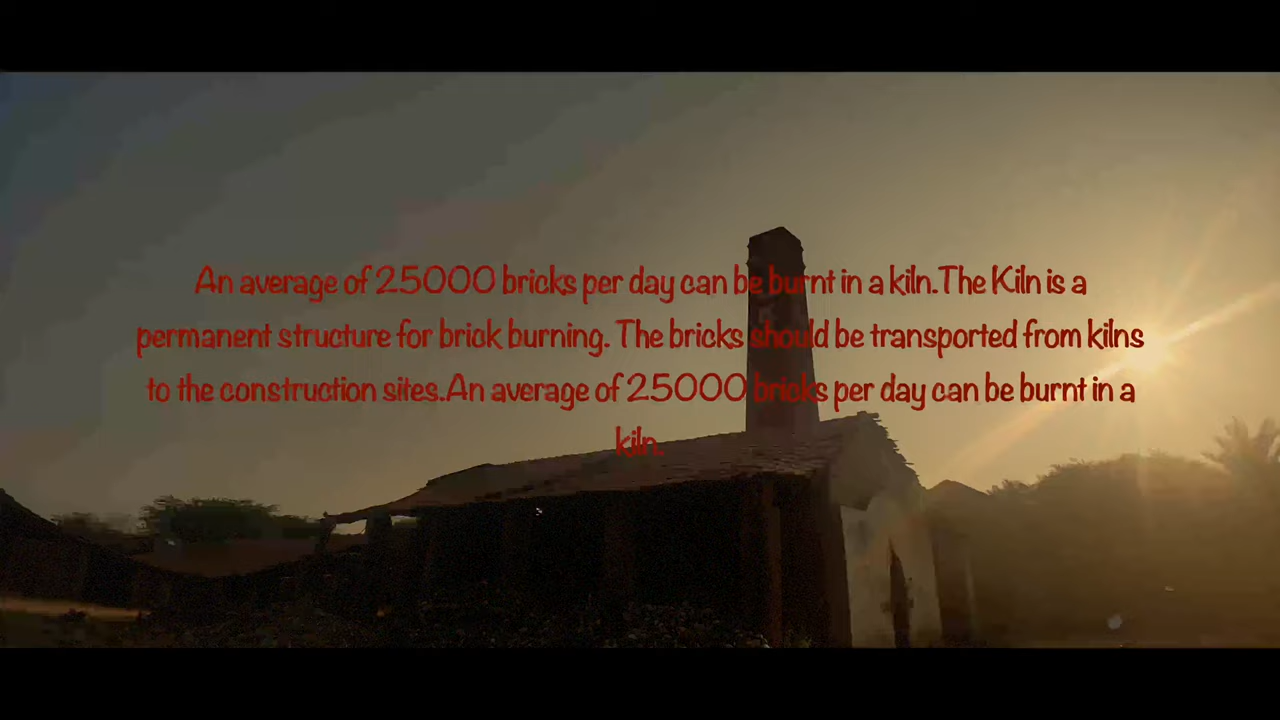 An average of 25000 bricks per day can be burnt in a kiln.The Kiln is a
permanent structure for brick burning. The bricks should be transported from kilns
to the construction sites.An average of 25000 bricks per day can be burnt in a
kiln.